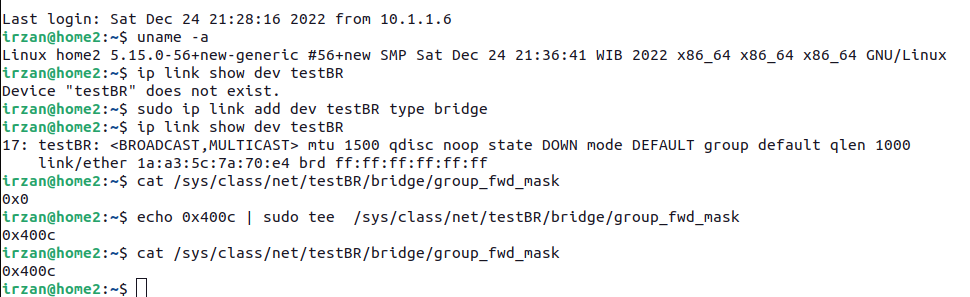 Last login: Sat Dec 24 21:28:16 2022 from 10.1.1.6
irzan@home2:~$ uname -a
Linux home2 5.15.0-56+new-generic #56+new SMP Sat Dec 24 21:36:41 WIB 2022 x86_64 x86_64 x86_64 GNU/Linux
irzan@home2:~$ ip link show dev testBR
Device "testBR" does not exist.
irzan@home2:~$ sudo ip link add dev testBR type bridge
irzan@home2:~$ ip link show dev testBR
17: testBR: <BROADCAST,MULTICAST> mtu 1500 qdisc noop state DOWN mode DEFAULT group default qlen 1000
    link/ether 1a:a3:5c:7a:70:e4 brd ff:ff:ff:ff:ff:ff
irzan@home2:~$ cat /sys/class/net/testBR/bridge/group_fwd_mask
0x0
irzan@home2:~$ echo 0x400c | sudo tee  /sys/class/net/testBR/bridge/group_fwd_mask
0x400c
irzan@home2:~$ cat /sys/class/net/testBR/bridge/group_fwd_mask
0x400c
irzan@home2:~$